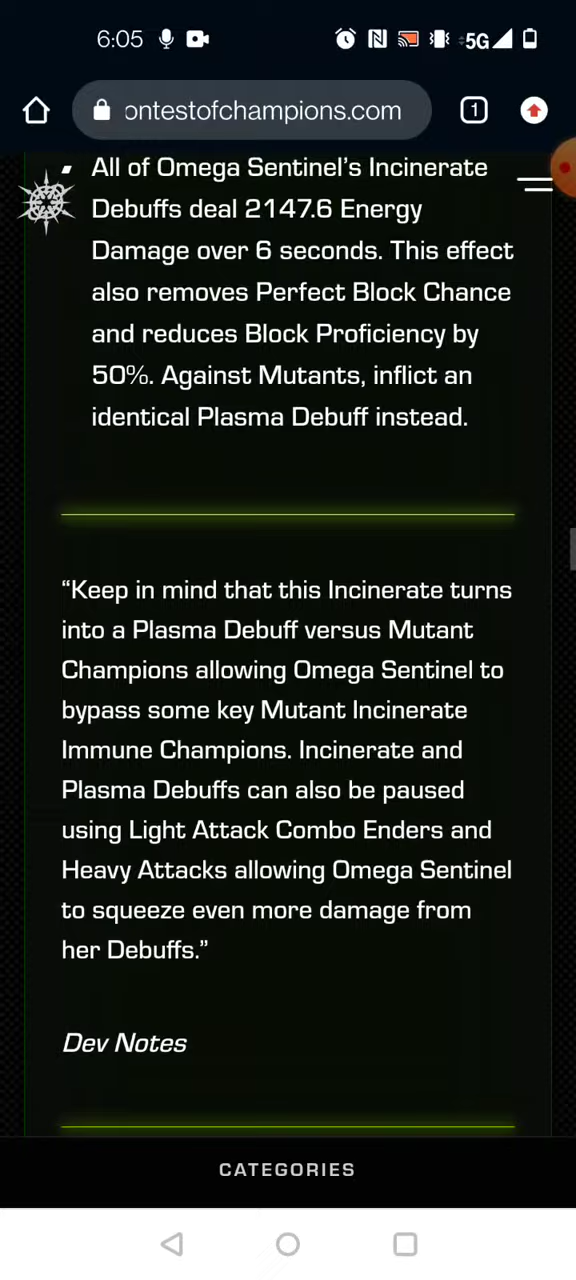 6:05
5G
ontestofchampions.com
1
All of Omega Sentinel’s Incinerate
Debuffs deal 2147.6 Energy
Damage over 6 seconds. This effect
also removes Perfect Block Chance
and reduces Block Proficiency by
50%. Against Mutants, inflict an
identical Plasma Debuff instead.
“Keep in mind that this Incinerate turns
into a Plasma Debuff versus Mutant
Champions allowing Omega Sentinel to
bypass some key Mutant Incinerate
Immune Champions. Incinerate and
Plasma Debuffs can also be paused
using Light Attack Combo Enders and
Heavy Attacks allowing Omega Sentinel
to squeeze even more damage from
her Debuffs.”
Dev Notes
CATEGORIES